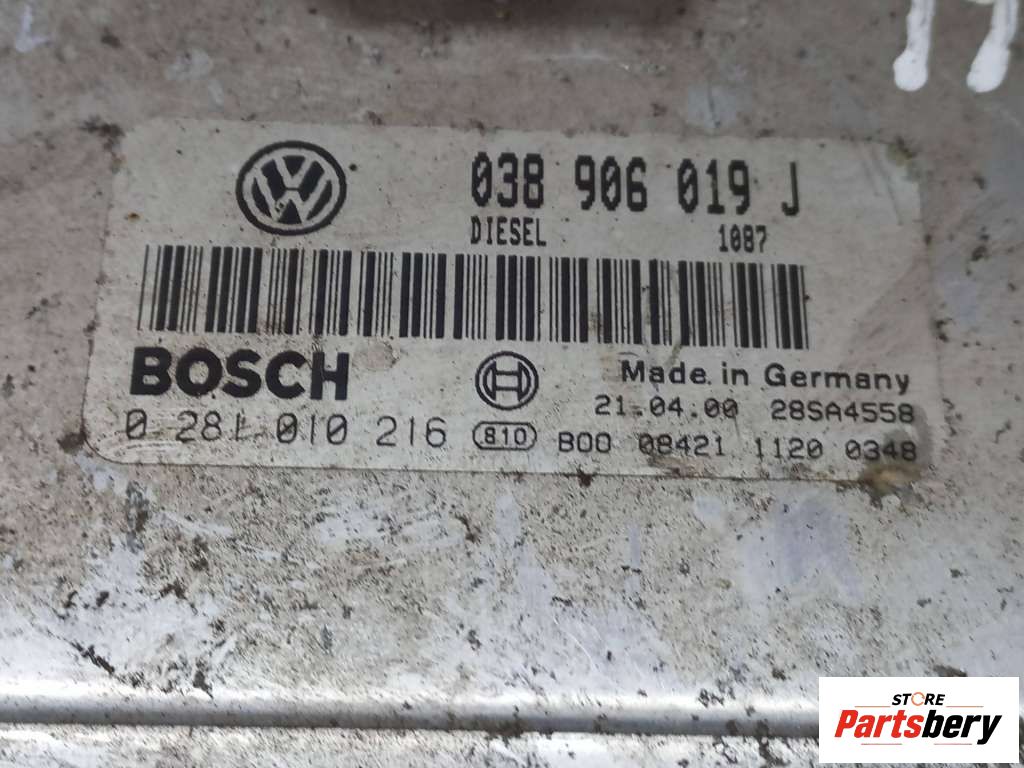 VW
038 906 019 J
DIESEL 1087
BOSCH
Made in Germany
21.04.00 28SA4558
0 281 010 216 810 B00 08421 1120 0348
STORE
Partsbery